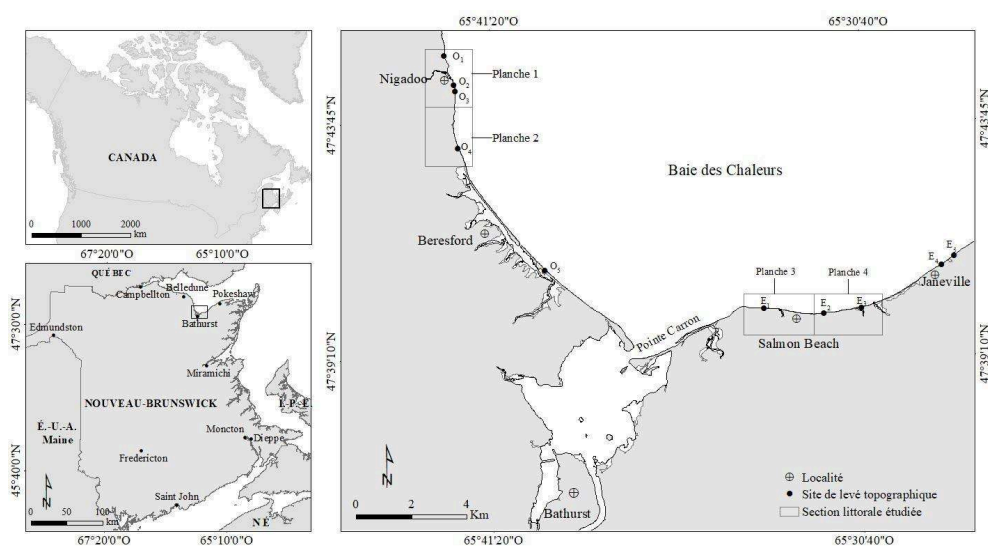 CANADA
0 1000 2000
km
67°20'0"O 65°10'0"O
QUÉBEC
Belledune
Campbellton
Pokeshaw
Bathurst
Edmundston
47°30'0"N
Miramichi
NOUVEAU-BRUNSWICK
I.-P.-É.
É.-U.-A.
Maine
Moncton
Dieppe
Fredericton
45°40'0"N
Saint John
N
0 50 100
km
NÉ
67°20'0"O 65°10'0"O
65°41'20"O 65°30'40"O
O1
Nigadoo
O2
O3
Planche 1
47°43'45"N
47°43'45"N
Planche 2
O4
CANADA
Baie des Chaleurs
Beresford
O5
E5
E4
Janeville
Planche 3
Planche 4
E1
E2
E3
Pointe Carron
Salmon Beach
47°39'10"N
47°39'10"N
N
0 2 4
Km
Bathurst
Localité
Site de levé topographique
Section littorale étudiée
65°41'20"O 65°30'40"O